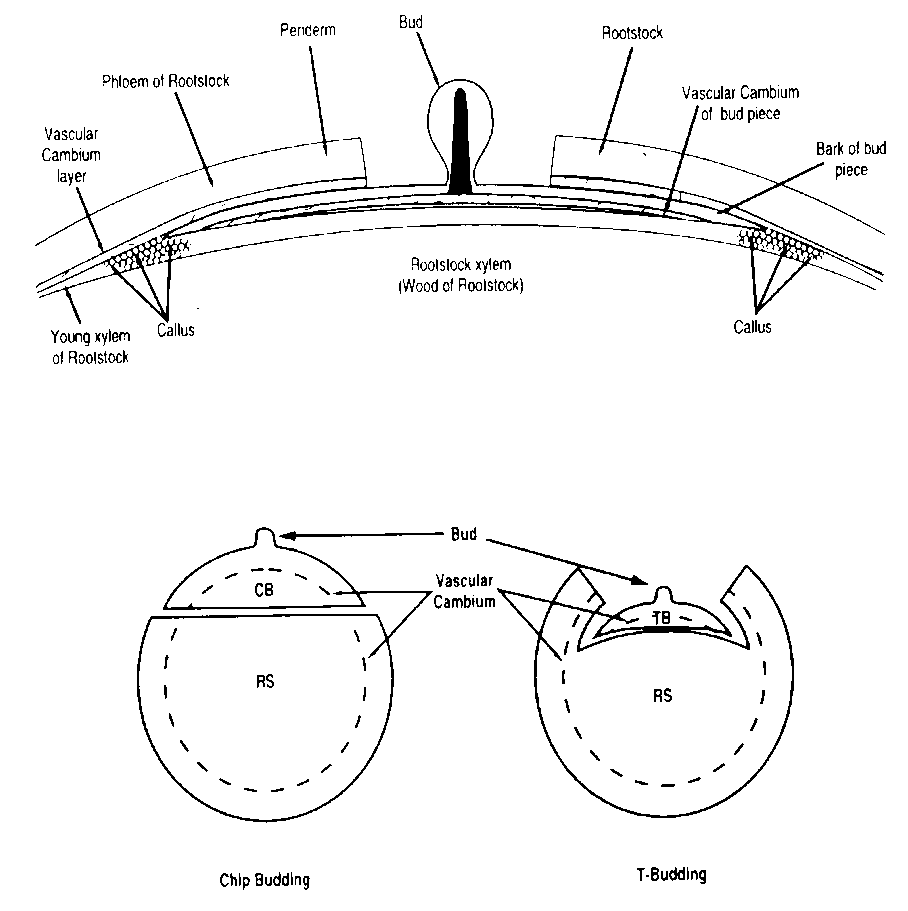 Bud
Periderm
Rootstock
Phloem of Rootstock
Vascular Cambium
of bud piece
Vascular
Cambium
layer
Bark of bud
piece
Rootstock xylem
(Wood of Rootstock)
Young xylem
of Rootstock
Callus
Callus
Bud
CB
Vascular
Cambium
TB
RS
RS
Chip Budding
T-Budding